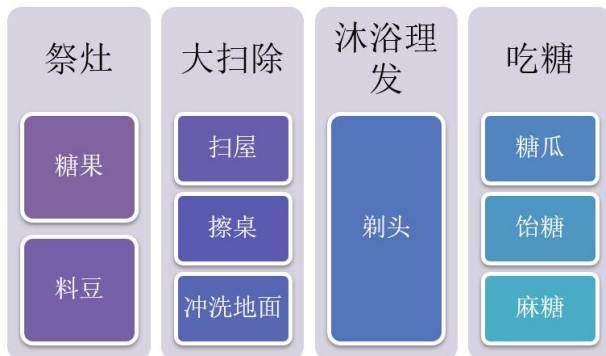 祭灶
糖果
料豆
大扫除
扫屋
擦桌
冲洗地面
沐浴理
发
剃头
吃糖
糖瓜
饴糖
麻糖